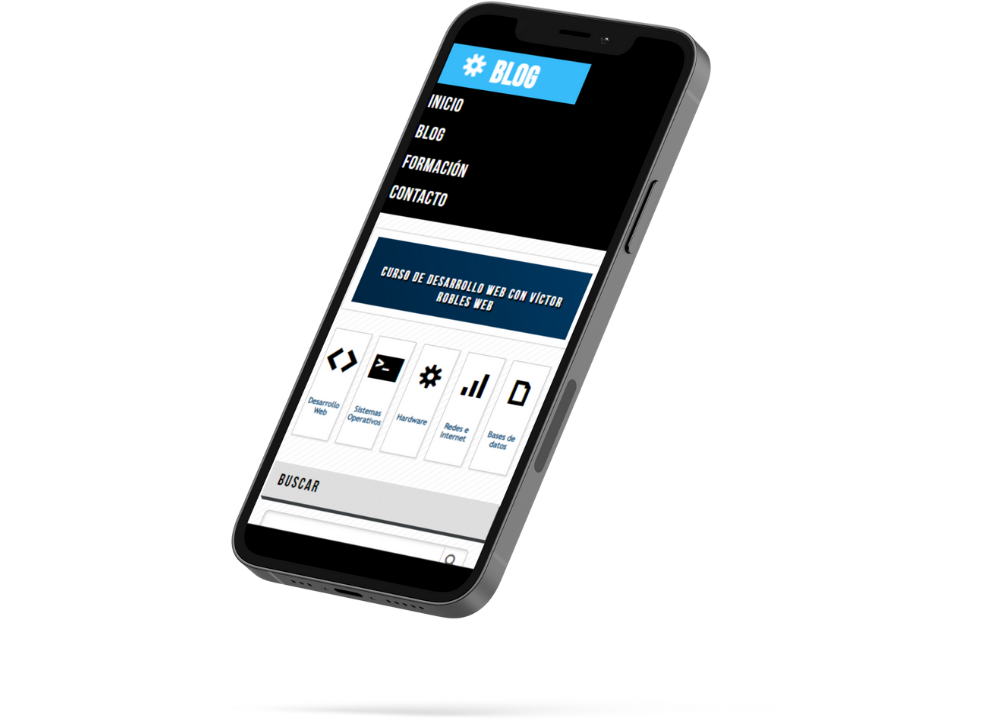 BLOG
INICIO
BLOG
FORMACIÓN
CONTACTO
CURSO DE DESARROLLO WEB CON VÍCTOR
ROBLES WEB
Desarrollo
Web
Sistemas
Operativos
Hardware
Redes e
Internet
Bases de
datos
BUSCAR